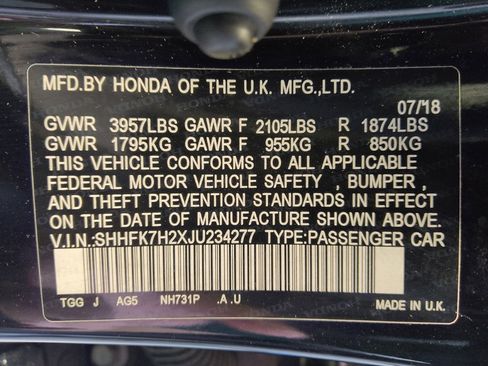 MFD.BY HONDA OF THE U.K. MFG.,LTD.
07/18
GVWR 3957LBS GAWR F 2105LBS R 1874LBS
GVWR 1795KG GAWR F 955KG R 850KG
THIS VEHICLE CONFORMS TO ALL APPLICABLE
FEDERAL MOTOR VEHICLE SAFETY , BUMPER ,
AND THEFT PREVENTION STANDARDS IN EFFECT
ON THE DATE OF MANUFACTURE SHOWN ABOVE.
V.I.N.:SHHFK7H2XJU234277 TYPE:PASSENGER CAR
TGG J AG5 NH731P .A.U MADE IN U.K.